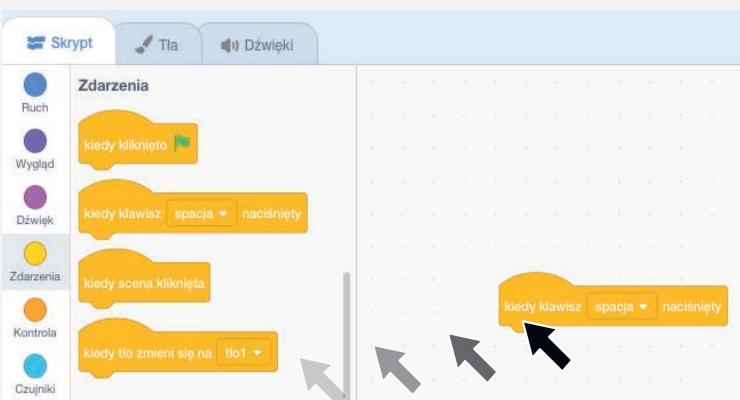 Skrypt
Tła
Dźwięki
Ruch
Wygląd
Dźwięk
Zdarzenia
Kontrola
Czujniki
Zdarzenia
kiedy kliknięto
kiedy klawisz spacja naciśnięty
kiedy scena kliknięta
kiedy tło zmieni się na tło1
kiedy klawisz spacja naciśnięty